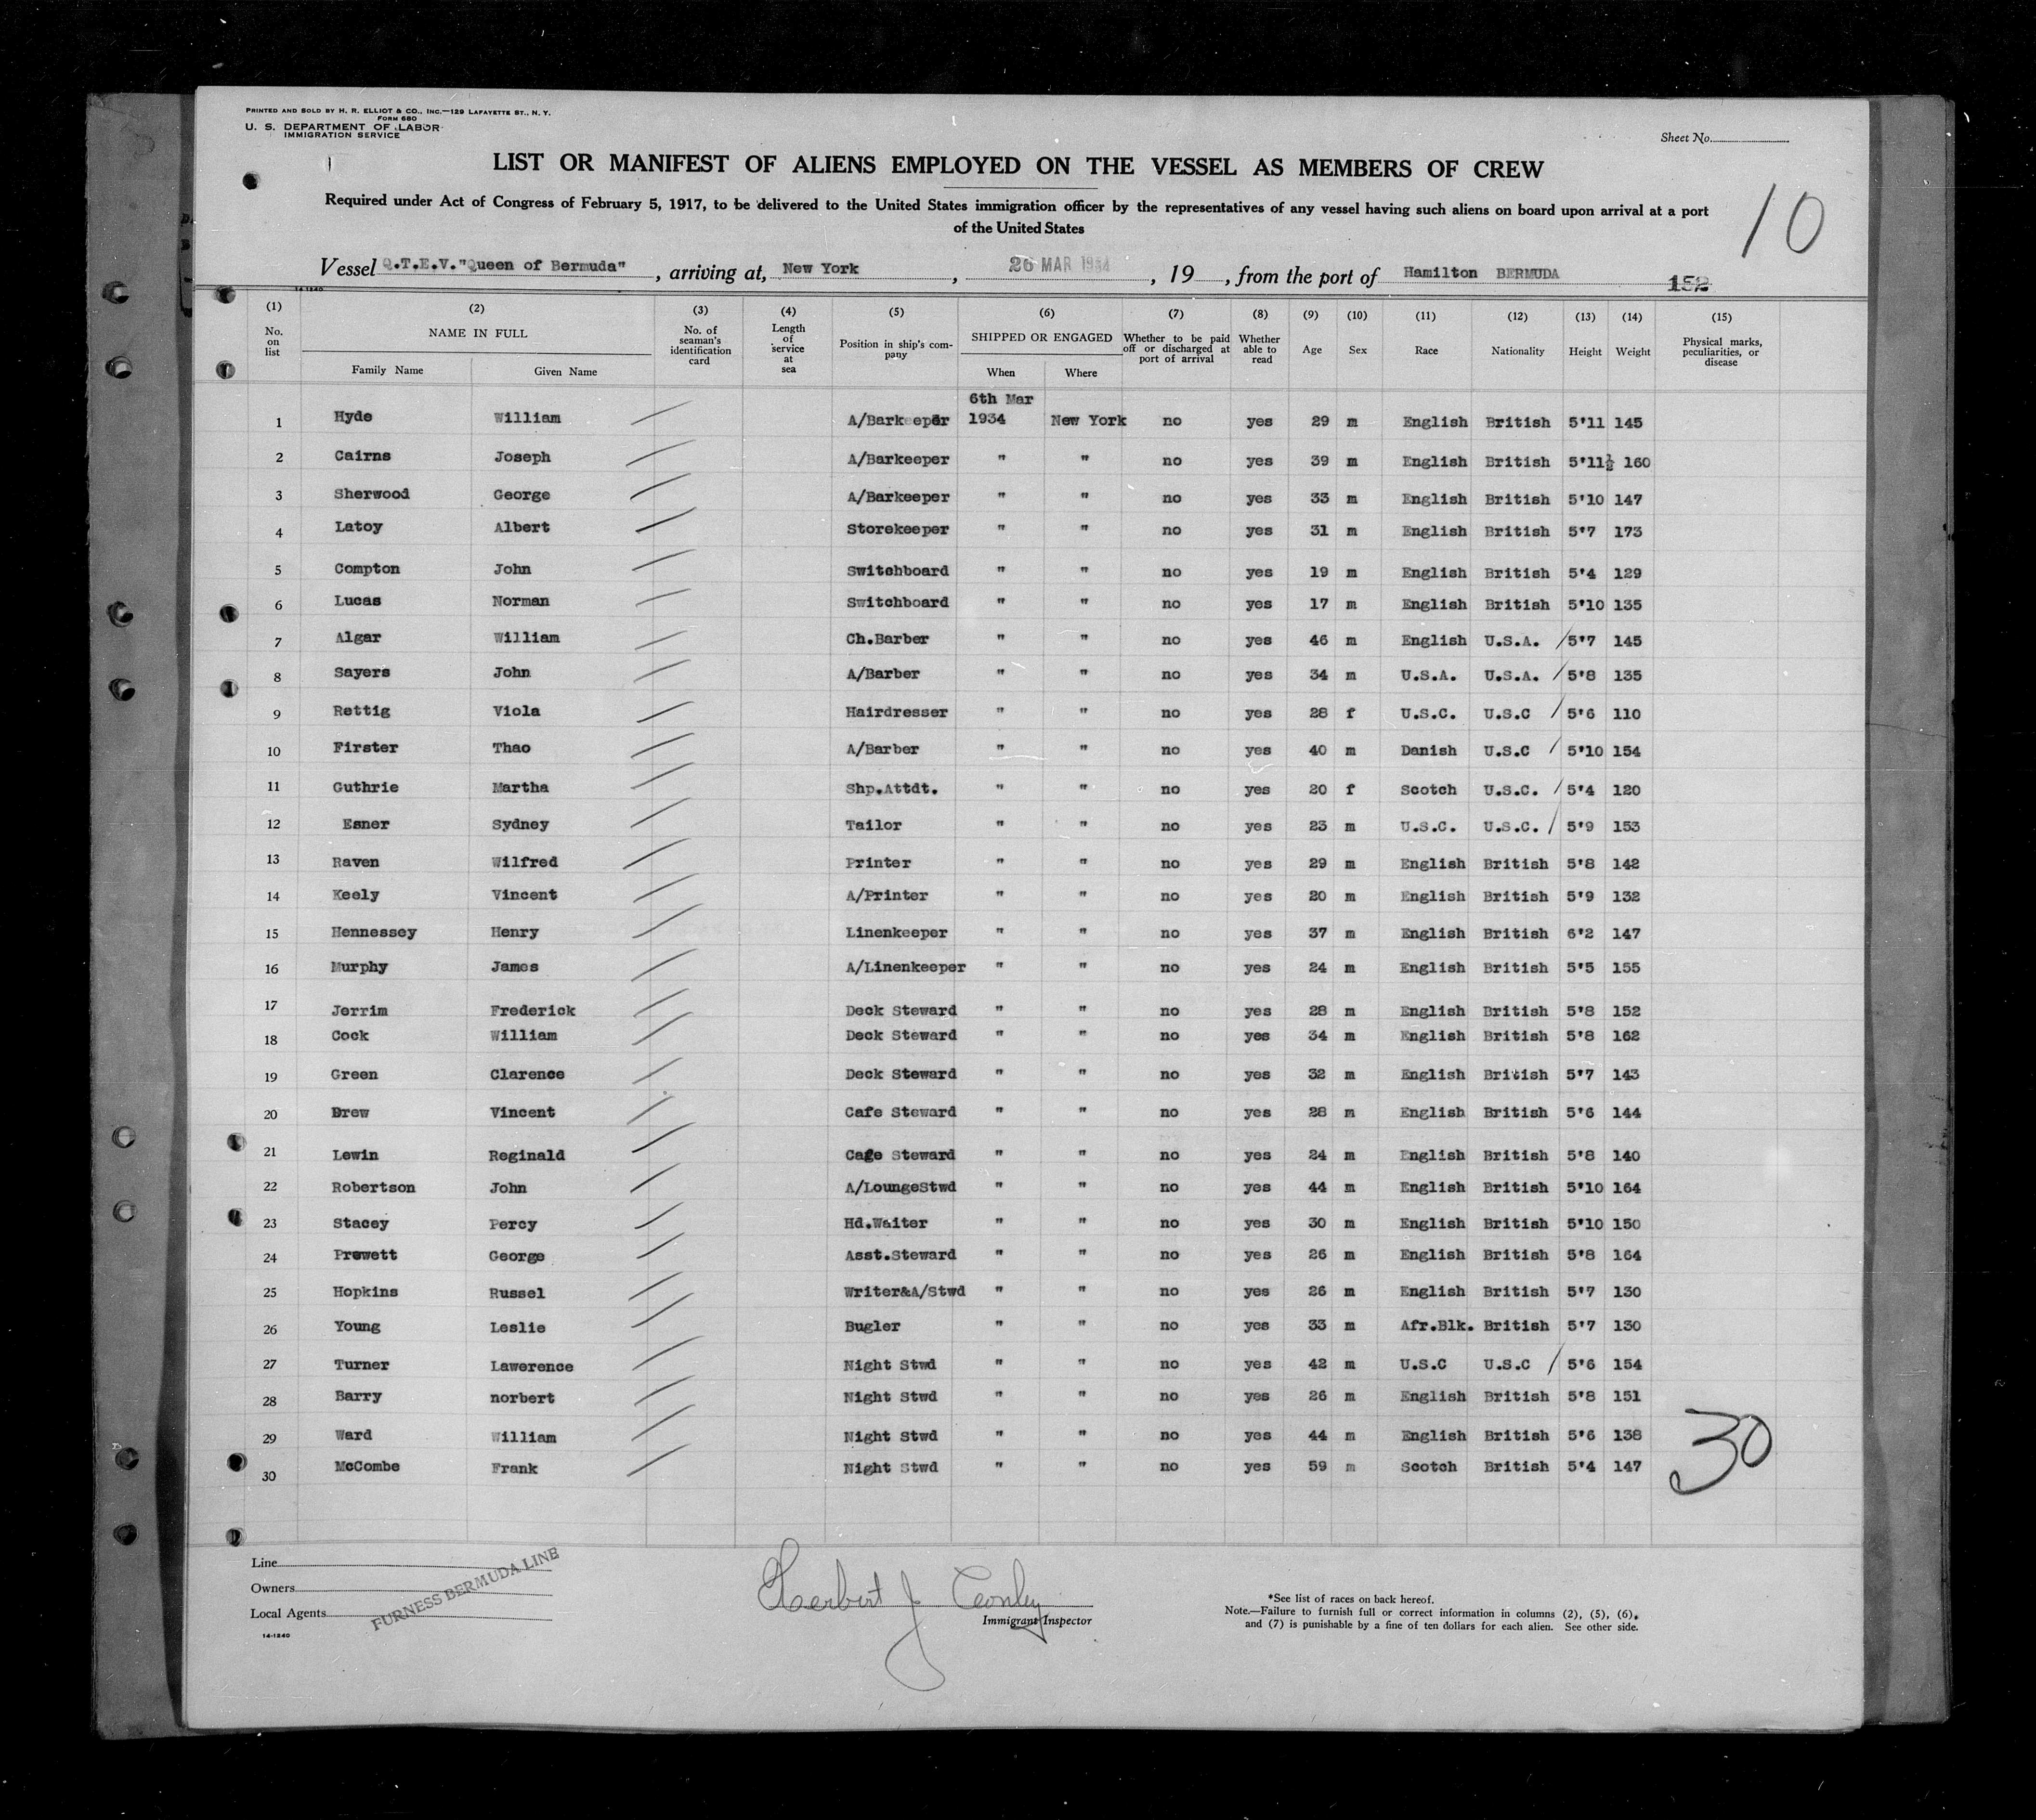 PRINTED AND SOLD BY H. R. ELLIOT & CO., INC.—129 LAFAYETTE ST., N. Y.
FORM 680
U. S. DEPARTMENT OF LABOR
IMMIGRATION SERVICE
Sheet No.
LIST OR MANIFEST OF ALIENS EMPLOYED ON THE VESSEL AS MEMBERS OF CREW
Required under Act of Congress of February 5, 1917, to be delivered to the United States immigration officer by the representatives of any vessel having such aliens on board upon arrival at a port
of the United States
10
Vessel Q.T.E.V."Queen of Bermuda", arriving at, New York, 26 MAR 1934, 19, from the port of Hamilton BERMUDA
152
14-1240
(1) (2) (3) (4) (5) (6) (7) (8) (9) (10) (11) (12) (13) (14) (15)
No. on list NAME IN FULL Family Name Given Name No. of seaman's identification card Length of service at sea Position in ship's company SHIPPED OR ENGAGED When Where Whether to be paid off or discharged at port of arrival Whether able to read Age Sex Race Nationality Height Weight Physical marks, peculiarities, or disease
6th Mar
1 Hyde William A/Barkeeper 1934 New York no yes 29 m English British 5'11 145
2 Cairns Joseph A/Barkeeper " " no yes 39 m English British 5'11½ 160
3 Sherwood George A/Barkeeper " " no yes 33 m English British 5'10 147
4 Latoy Albert Storekeeper " " no yes 31 m English British 5'7 173
5 Compton John Switchboard " " no yes 19 m English British 5'4 129
6 Lucas Norman Switchboard " " no yes 17 m English British 5'10 135
7 Algar William Ch.Barber " " no yes 46 m English U.S.A. 5'7 145
8 Sayers John A/Barber " " no yes 34 m U.S.A. U.S.A. 5'8 135
9 Rettig Viola Hairdresser " " no yes 28 f U.S.C. U.S.C 5'6 110
10 Firster Thao A/Barber " " no yes 40 m Danish U.S.C 5'10 154
11 Guthrie Martha Shp.Attdt. " " no yes 20 f Scotch U.S.C. 5'4 120
12 Esner Sydney Tailor " " no yes 23 m U.S.C. U.S.C. 5'9 153
13 Raven Wilfred Printer " " no yes 29 m English British 5'8 142
14 Keely Vincent A/Printer " " no yes 20 m English British 5'9 132
15 Hennessey Henry Linenkeeper " " no yes 37 m English British 6'2 147
16 Murphy James A/Linenkeeper " " no yes 24 m English British 5'5 155
17 Jerrim Frederick Deck Steward " " no yes 28 m English British 5'8 152
18 Cock William Deck Steward " " no yes 34 m English British 5'8 162
19 Green Clarence Deck Steward " " no yes 32 m English British 5'7 143
20 Drew Vincent Cafe Steward " " no yes 28 m English British 5'6 144
21 Lewin Reginald Cage Steward " " no yes 24 m English British 5'8 140
22 Robertson John A/LoungeStwd " " no yes 44 m English British 5'10 164
23 Stacey Percy Hd.Waiter " " no yes 30 m English British 5'10 150
24 Prewett George Asst.Steward " " no yes 26 m English British 5'8 164
25 Hopkins Russel Writer&A/Stwd " " no yes 26 m English British 5'7 130
26 Young Leslie Bugler " " no yes 33 m Afr.Blk. British 5'7 130
27 Turner Lawerence Night Stwd " " no yes 42 m U.S.C U.S.C 5'6 154
28 Barry norbert Night Stwd " " no yes 26 m English British 5'8 151
29 Ward William Night Stwd " " no yes 44 m English British 5'6 138
30 McCombe Frank Night Stwd " " no yes 59 m Scotch British 5'4 147
30
Line
Owners
Local Agents
FURNESS BERMUDA LINE
14-1240
Herbert J Conley
Immigrant Inspector
*See list of races on back hereof.
Note.—Failure to furnish full or correct information in columns (2), (5), (6),
and (7) is punishable by a fine of ten dollars for each alien. See other side.